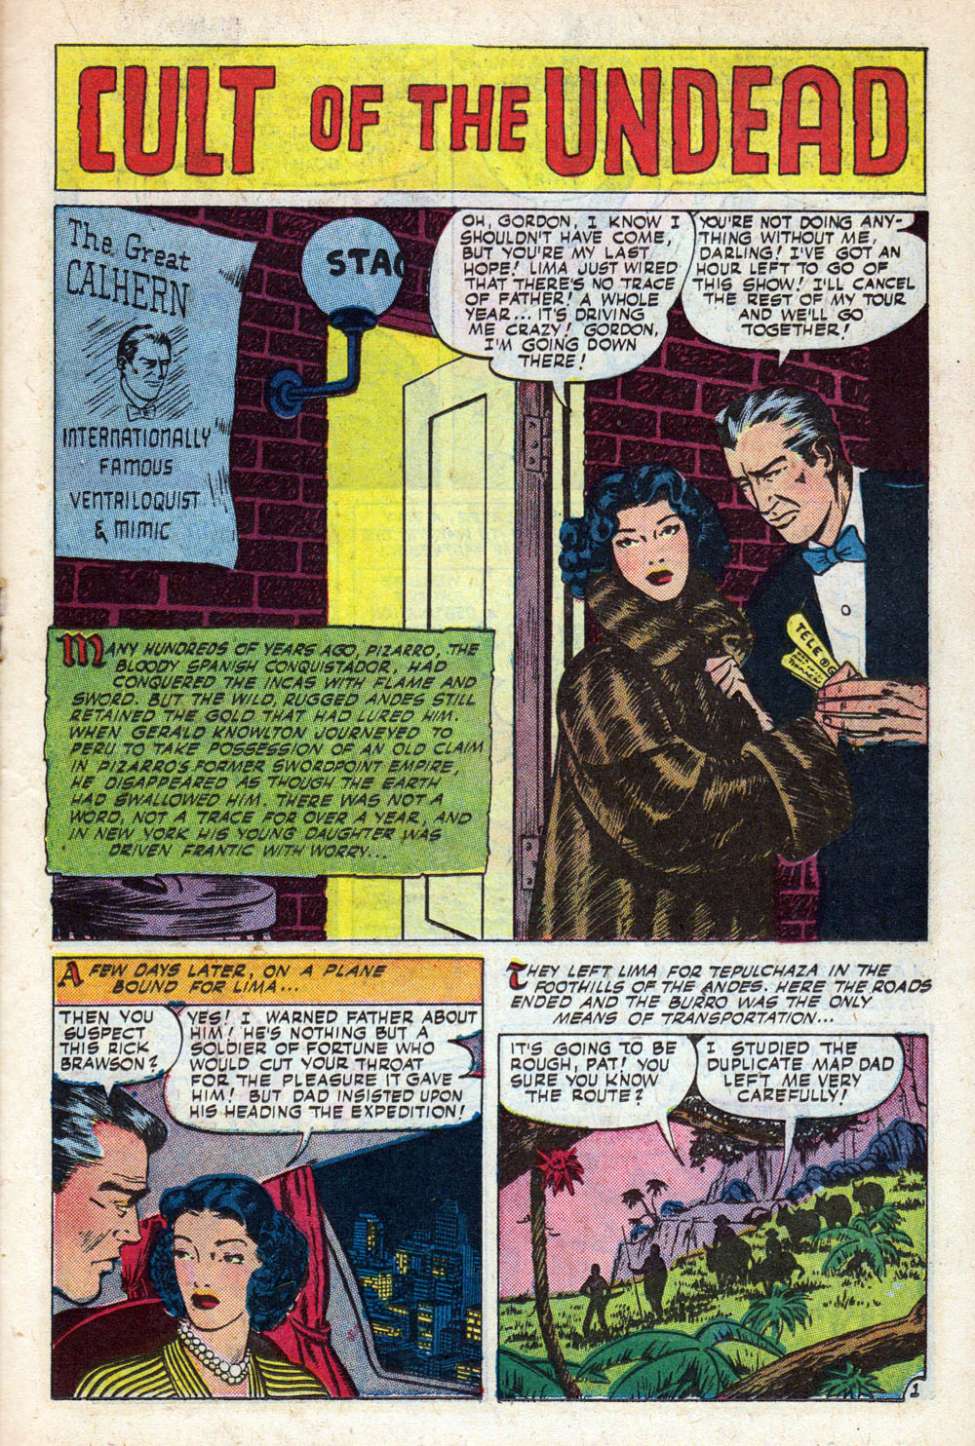 CULT OF THE UNDEAD
The Great
CALHERN
INTERNATIONALLY
FAMOUS
VENTRILOQUIST
& MIMIC
STAG
OH, GORDON, I KNOW I
SHOULDN'T HAVE COME,
BUT YOU'RE MY LAST
HOPE! LIMA JUST WIRED
THAT THERE'S NO TRACE
OF FATHER! A WHOLE
YEAR... IT'S DRIVING
ME CRAZY! GORDON,
I'M GOING DOWN
THERE!
YOU'RE NOT DOING ANY-
THING WITHOUT ME,
DARLING! I'VE GOT AN
HOUR LEFT TO GO OF
THIS SHOW! I'LL CANCEL
THE REST OF MY TOUR
AND WE'LL GO
TOGETHER!
TELEG
MANY HUNDREDS OF YEARS AGO, PIZARRO, THE
BLOODY SPANISH CONQUISTADOR, HAD
CONQUERED THE INCAS WITH FLAME AND
SWORD. BUT THE WILD, RUGGED ANDES STILL
RETAINED THE GOLD THAT HAD LURED HIM.
WHEN GERALD KNOWLTON JOURNEYED TO
PERU TO TAKE POSSESSION OF AN OLD CLAIM
IN PIZARRO'S FORMER SWORDPOINT EMPIRE,
HE DISAPPEARED AS THOUGH THE EARTH
HAD SWALLOWED HIM. THERE WAS NOT A
WORD, NOT A TRACE FOR OVER A YEAR, AND
IN NEW YORK HIS YOUNG DAUGHTER WAS
DRIVEN FRANTIC WITH WORRY...
A FEW DAYS LATER, ON A PLANE
BOUND FOR LIMA...
THEN YOU
SUSPECT
THIS RICK
BRAWSON?
YES! I WARNED FATHER ABOUT
HIM! HE'S NOTHING BUT A
SOLDIER OF FORTUNE WHO
WOULD CUT YOUR THROAT
FOR THE PLEASURE IT GAVE
HIM! BUT DAD INSISTED UPON
HIS HEADING THE EXPEDITION!
THEY LEFT LIMA FOR TEPULCHAZA IN THE
FOOTHILLS OF THE ANDES. HERE THE ROADS
ENDED AND THE BURRO WAS THE ONLY
MEANS OF TRANSPORTATION...
IT'S GOING TO BE
ROUGH, PAT! YOU
SURE YOU KNOW
THE ROUTE?
I STUDIED THE
DUPLICATE MAP DAD
LEFT ME VERY
CAREFULLY!
1